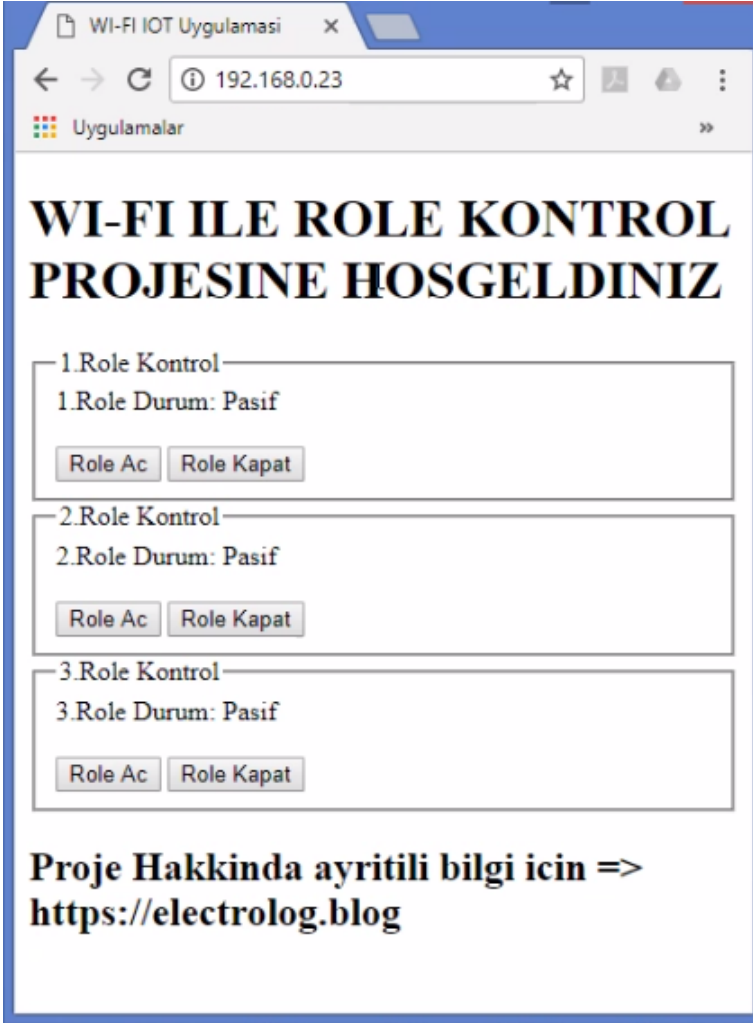 WI-FI IOT Uygulamasi
192.168.0.23
Uygulamalar
WI-FI ILE ROLE KONTROL
PROJESINE HOSGELDINIZ
1.Role Kontrol
1.Role Durum: Pasif
Role Ac Role Kapat
2.Role Kontrol
2.Role Durum: Pasif
Role Ac Role Kapat
3.Role Kontrol
3.Role Durum: Pasif
Role Ac Role Kapat
Proje Hakkinda ayritili bilgi icin =>
https://electrolog.blog